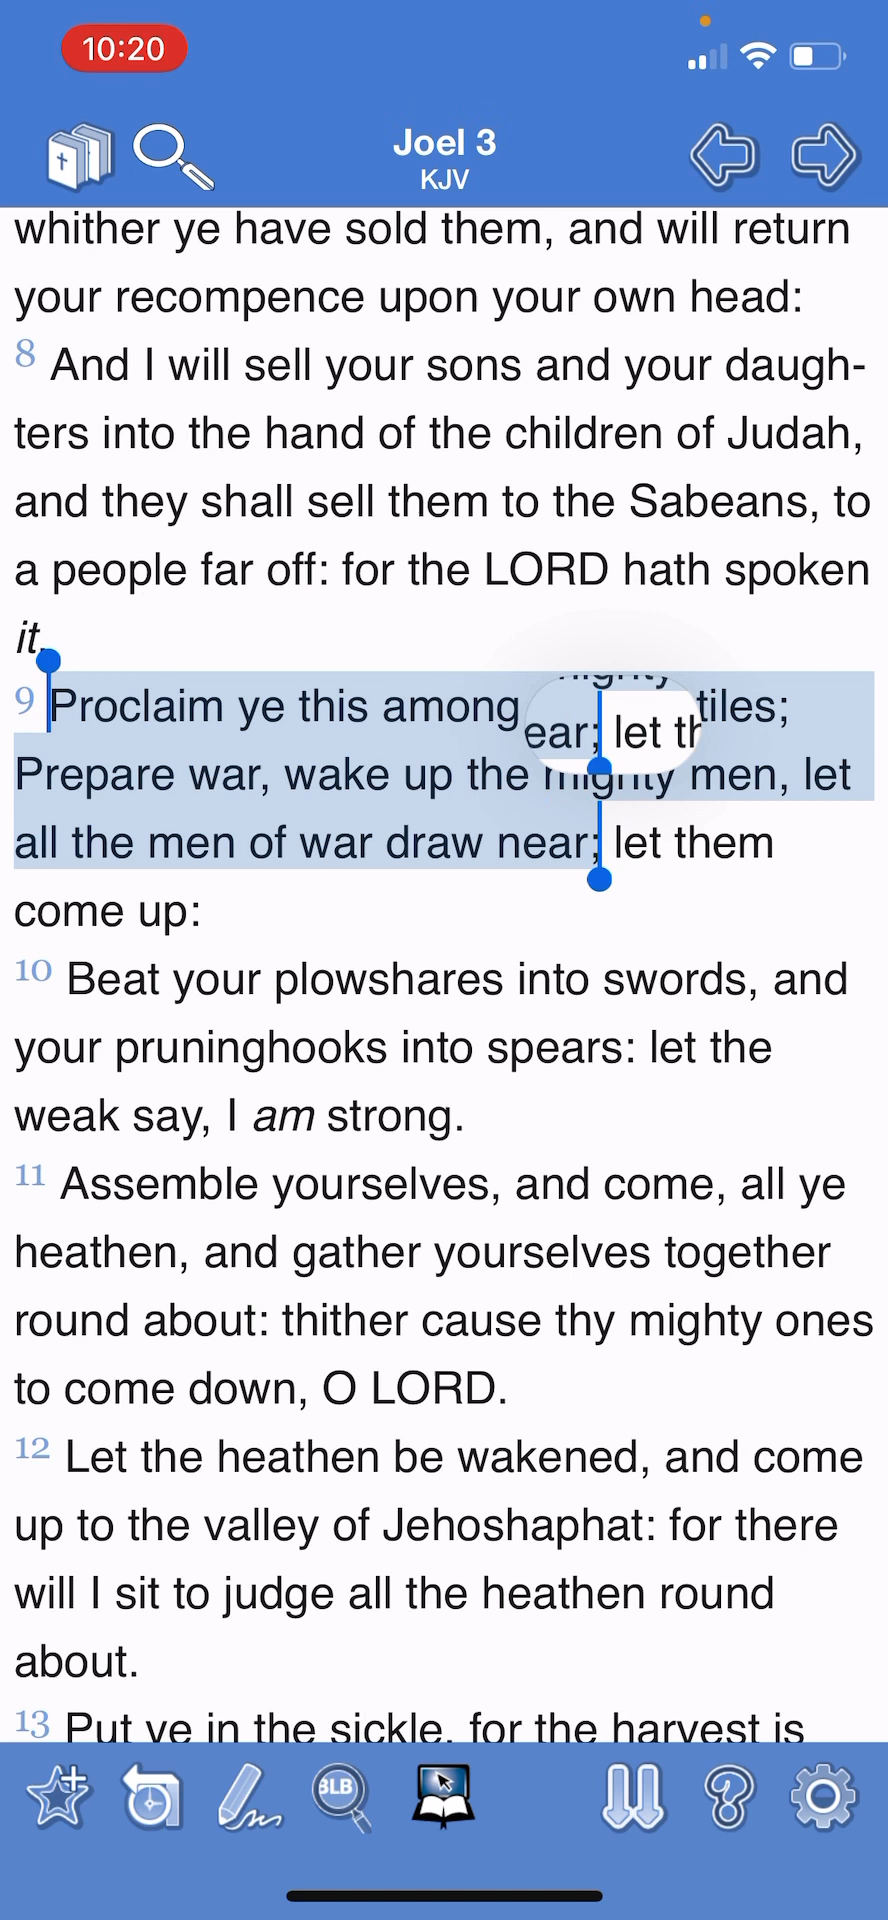 10:20
Joel 3
KJV
whither ye have sold them, and will return
your recompence upon your own head:
8 And I will sell your sons and your daugh-
ters into the hand of the children of Judah,
and they shall sell them to the Sabeans, to
a people far off: for the LORD hath spoken
it.
9 Proclaim ye this among tiles;
ear; let th
Prepare war, wake up the mighty men, let
all the men of war draw near; let them
come up:
10 Beat your plowshares into swords, and
your pruninghooks into spears: let the
weak say, I am strong.
11 Assemble yourselves, and come, all ye
heathen, and gather yourselves together
round about: thither cause thy mighty ones
to come down, O LORD.
12 Let the heathen be wakened, and come
up to the valley of Jehoshaphat: for there
will I sit to judge all the heathen round
about.
13 Put ye in the sickle, for the harvest is
BLB